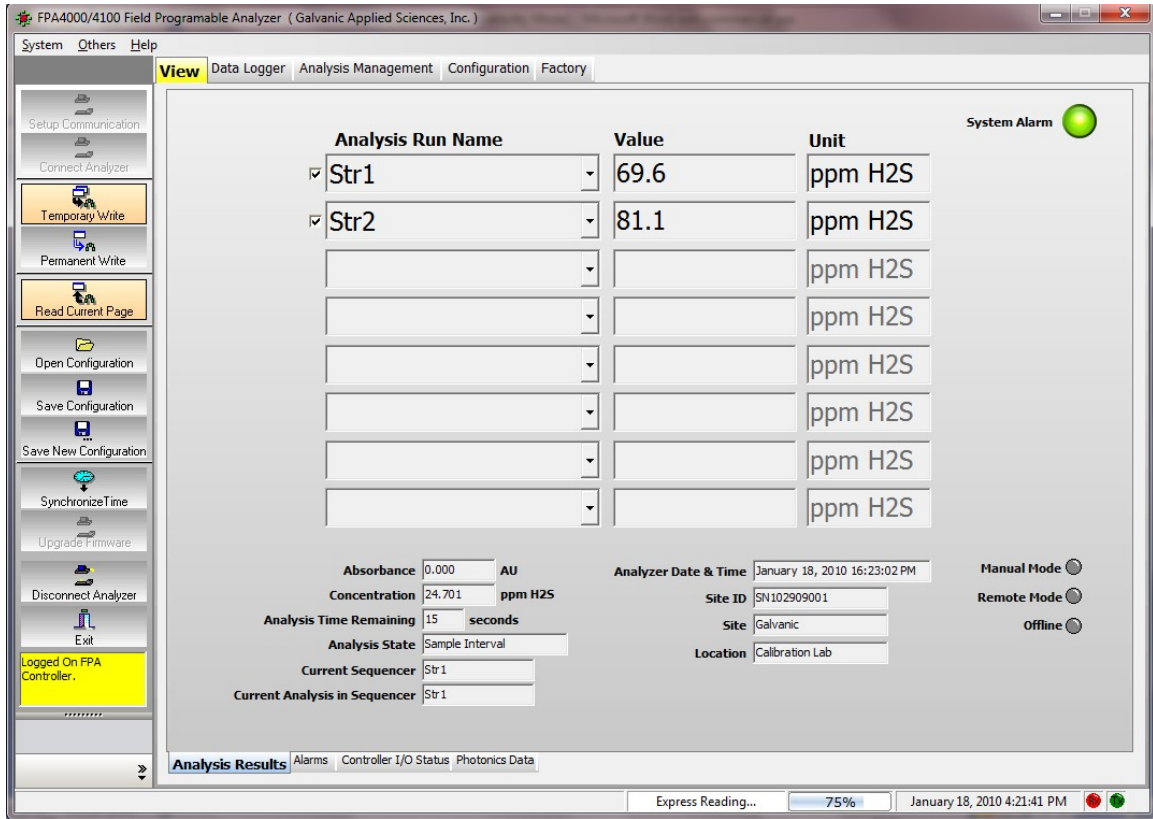 FPA4000/4100 Field Programable Analyzer ( Galvanic Applied Sciences, Inc. )
System Others Help
View Data Logger Analysis Management Configuration Factory
Setup Communication
Connect Analyzer
Temporary Write
Permanent Write
Read Current Page
Open Configuration
Save Configuration
Save New Configuration
SynchronizeTime
Upgrade Firmware
Disconnect Analyzer
Exit
Logged On FPA
Controller.
System Alarm
Analysis Run Name Value Unit
Str1 69.6 ppm H2S
Str2 81.1 ppm H2S
ppm H2S
ppm H2S
ppm H2S
ppm H2S
ppm H2S
ppm H2S
Absorbance 0.000 AU
Concentration 24.701 ppm H2S
Analysis Time Remaining 15 seconds
Analysis State Sample Interval
Current Sequencer Str1
Current Analysis in Sequencer Str1
Analyzer Date & Time January 18, 2010 16:23:02 PM
Site ID SN102909001
Site Galvanic
Location Calibration Lab
Manual Mode
Remote Mode
Offline
Analysis Results Alarms Controller I/O Status Photonics Data
Express Reading... 75% January 18, 2010 4:21:41 PM Rx Tx